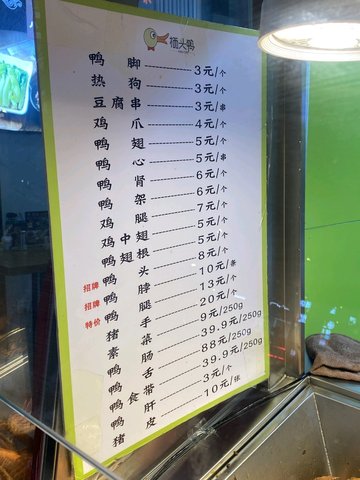 鸭脚 3元/个
热狗 3元/个
豆腐串 3元/串
鸡爪 4元/个
鸭翅 5元/个
鸭心 5元/串
鸭肾 6元/个
鸭架 6元/个
鸡腿 7元/个
鸡中翅 5元/个
鸭翅根 5元/个
招牌 鸭头 8元/个
招牌 鸭脖 10元/条
特价 鸭腿 13元/个
猪手 20元/个
素菜 9元/250g
鸭肠 39.9元/250g
鸭舌 88元/250g
鸭食带 39.9元/250g
鸭肝 3元/个
猪皮 10元/张